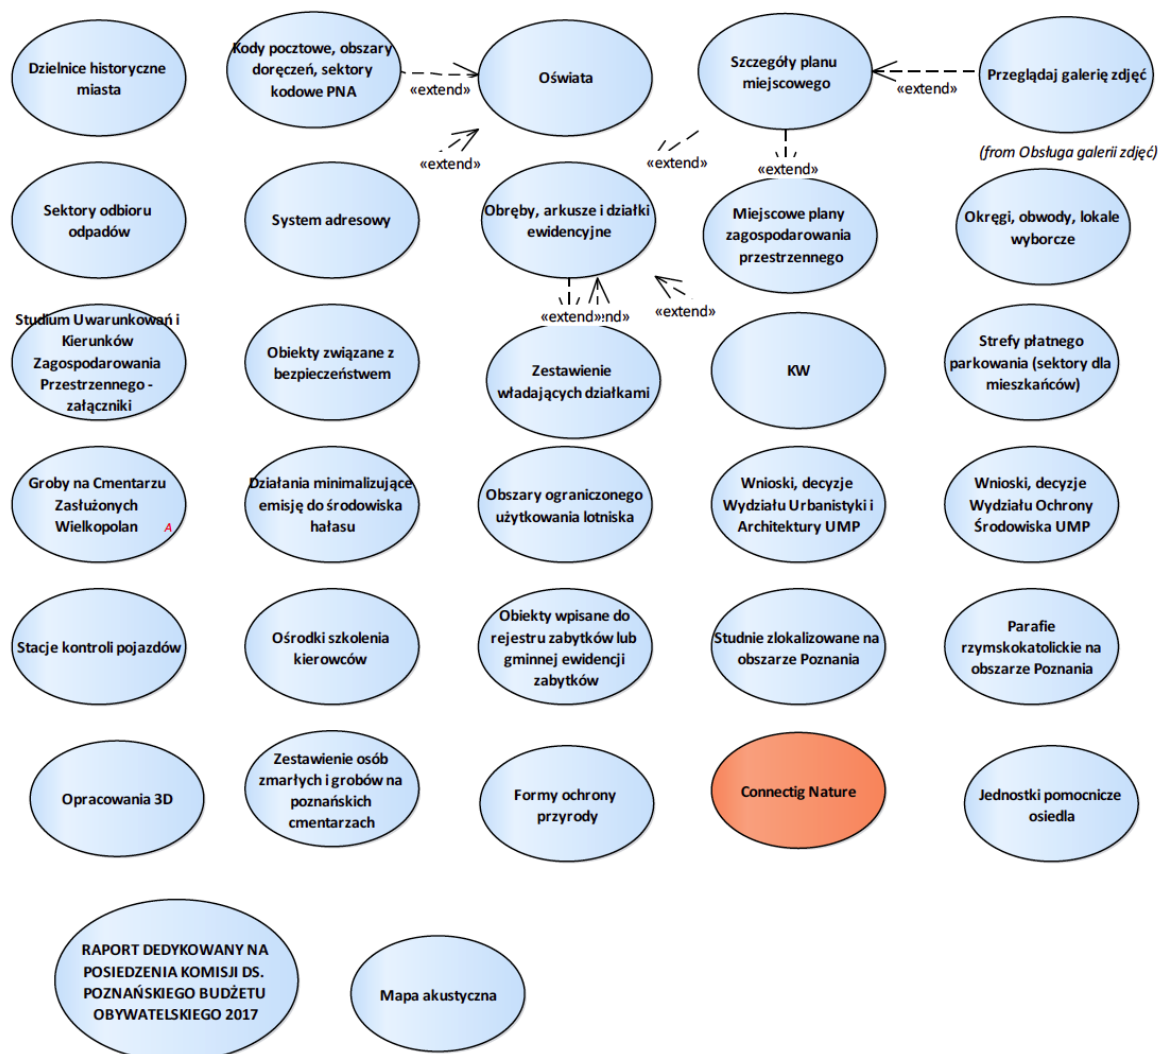 Dzielnice historyczne
miasta
Kody pocztowe, obszary
doręczeń, sektory
kodowe PNA
«extend»
Oświata
Szczegóły planu
miejscowego
«extend»
Przeglądaj galerię zdjęć
(from Obsługa galerii zdjęć)
«extend»
«extend»
«extend»
Sektory odbioru
odpadów
System adresowy
Obręby, arkusze i działki
ewidencyjne
Miejscowe plany
zagospodarowania
przestrzennego
Okręgi, obwody, lokale
wyborcze
«extend»
nd»
«extend»
Studium Uwarunkowań i
Kierunków
Zagospodarowania
Przestrzennego -
załączniki
Obiekty związane z
bezpieczeństwem
Zestawienie
władających działkami
KW
Strefy płatnego
parkowania (sektory dla
mieszkańców)
Groby na Cmentarzu
Zasłużonych
Wielkopolan
A
Działania minimalizujące
emisję do środowiska
hałasu
Obszary ograniczonego
użytkowania lotniska
Wnioski, decyzje
Wydziału Urbanistyki i
Architektury UMP
Wnioski, decyzje
Wydziału Ochrony
Środowiska UMP
Stacje kontroli pojazdów
Ośrodki szkolenia
kierowców
Obiekty wpisane do
rejestru zabytków lub
gminnej ewidencji
zabytków
Studnie zlokalizowane na
obszarze Poznania
Parafie
rzymskokatolickie na
obszarze Poznania
Opracowania 3D
Zestawienie osób
zmarłych i grobów na
poznańskich
cmentarzach
Formy ochrony
przyrody
Connectig Nature
Jednostki pomocnicze
osiedla
RAPORT DEDYKOWANY NA
POSIEDZENIA KOMISJI DS.
POZNAŃSKIEGO BUDŻETU
OBYWATELSKIEGO 2017
Mapa akustyczna